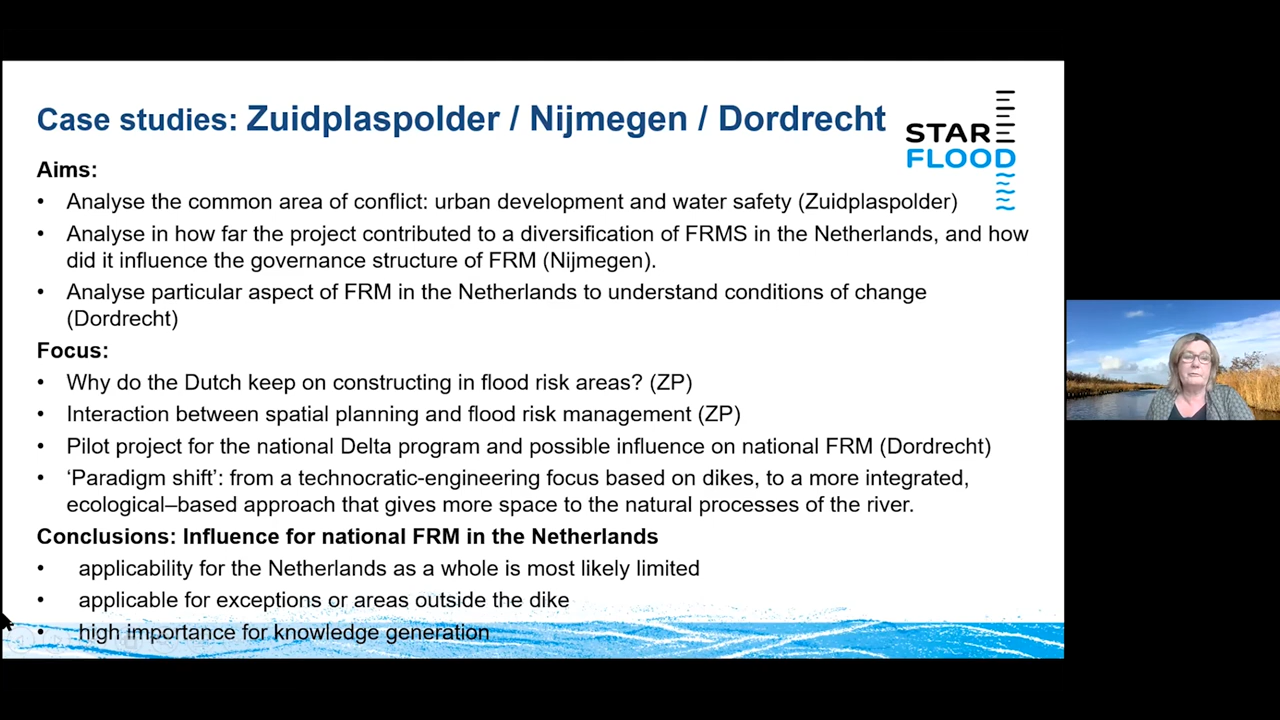 Case studies: Zuidplaspolder / Nijmegen / Dordrecht
STAR
FLOOD
Aims:
• Analyse the common area of conflict: urban development and water safety (Zuidplaspolder)
• Analyse in how far the project contributed to a diversification of FRMS in the Netherlands, and how
did it influence the governance structure of FRM (Nijmegen).
• Analyse particular aspect of FRM in the Netherlands to understand conditions of change
(Dordrecht)
Focus:
• Why do the Dutch keep on constructing in flood risk areas? (ZP)
• Interaction between spatial planning and flood risk management (ZP)
• Pilot project for the national Delta program and possible influence on national FRM (Dordrecht)
• ‘Paradigm shift’: from a technocratic-engineering focus based on dikes, to a more integrated,
ecological–based approach that gives more space to the natural processes of the river.
Conclusions: Influence for national FRM in the Netherlands
• applicability for the Netherlands as a whole is most likely limited
• applicable for exceptions or areas outside the dike
• high importance for knowledge generation